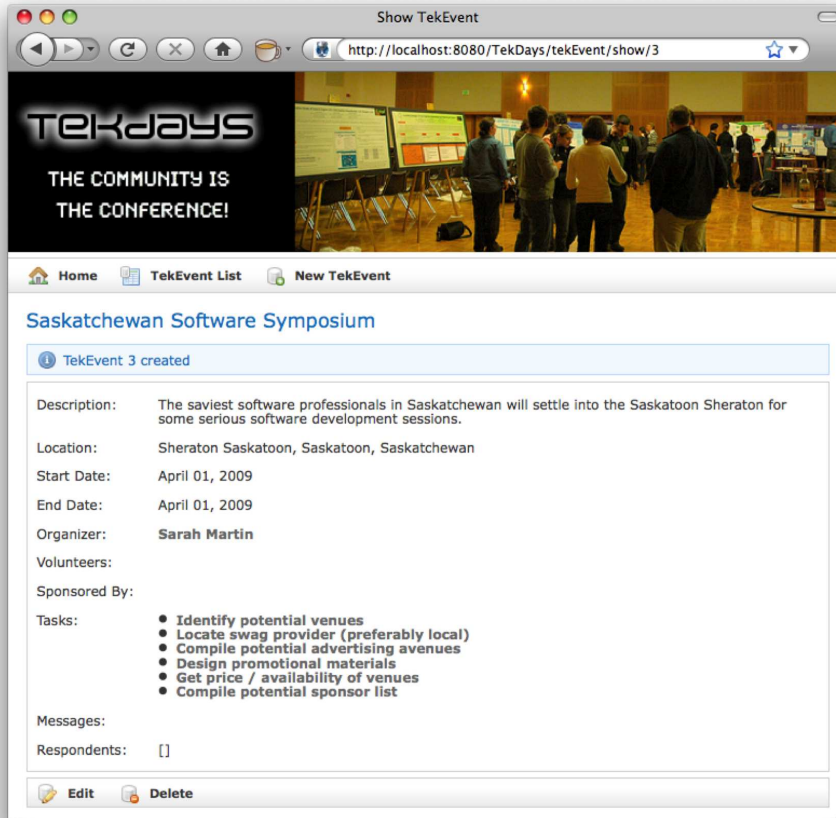 Show TekEvent
http://localhost:8080/TekDays/tekEvent/show/3
TekDays
THE COMMUNITY IS
THE CONFERENCE!
Home TekEvent List New TekEvent
Saskatchewan Software Symposium
TekEvent 3 created
Description: The saviest software professionals in Saskatchewan will settle into the Saskatoon Sheraton for
some serious software development sessions.
Location: Sheraton Saskatoon, Saskatoon, Saskatchewan
Start Date: April 01, 2009
End Date: April 01, 2009
Organizer: Sarah Martin
Volunteers:
Sponsored By:
Tasks: • Identify potential venues
• Locate swag provider (preferably local)
• Compile potential advertising avenues
• Design promotional materials
• Get price / availability of venues
• Compile potential sponsor list
Messages:
Respondents: []
Edit Delete